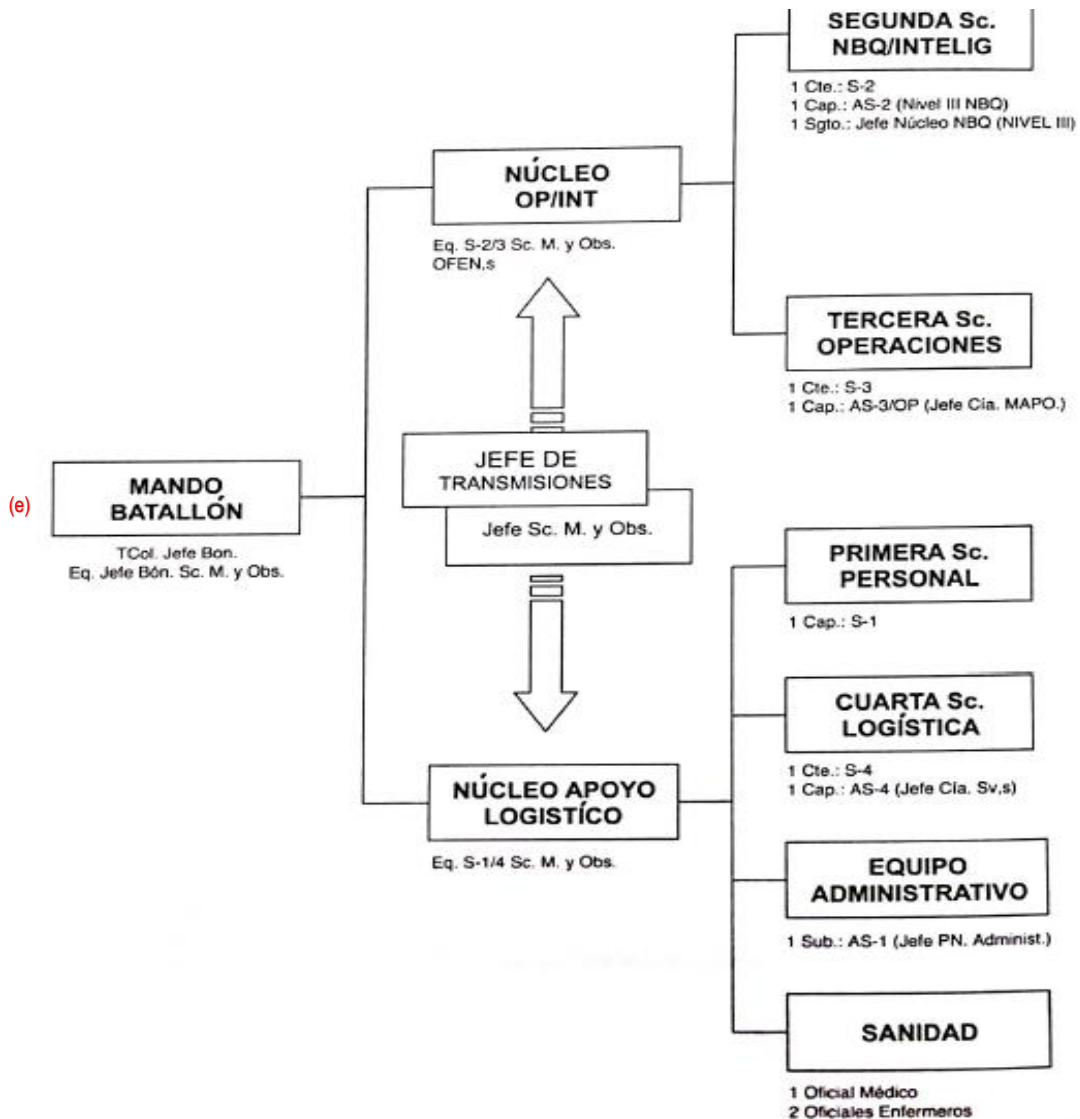 SEGUNDA Sc.
NBQ/INTELIG
1 Cte.: S-2
1 Cap.: AS-2 (Nivel III NBQ)
1 Sgto.: Jefe Núcleo NBQ (NIVEL III)
NÚCLEO
OP/INT
Eq. S-2/3 Sc. M. y Obs.
OFEN,s
TERCERA Sc.
OPERACIONES
1 Cte.: S-3
1 Cap.: AS-3/OP (Jefe Cia. MAPO.)
JEFE DE
TRANSMISIONES
Jefe Sc. M. y Obs.
(e)
MANDO
BATALLÓN
TCol. Jefe Bon.
Eq. Jefe Bón. Sc. M. y Obs.
PRIMERA Sc.
PERSONAL
1 Cap.: S-1
CUARTA Sc.
LOGÍSTICA
1 Cte.: S-4
1 Cap.: AS-4 (Jefe Cía. Sv,s)
NÚCLEO APOYO
LOGISTÍCO
Eq. S-1/4 Sc. M. y Obs.
EQUIPO
ADMINISTRATIVO
1 Sub.: AS-1 (Jefe PN. Administ.)
SANIDAD
1 Oficial Médico
2 Oficiales Enfermeros